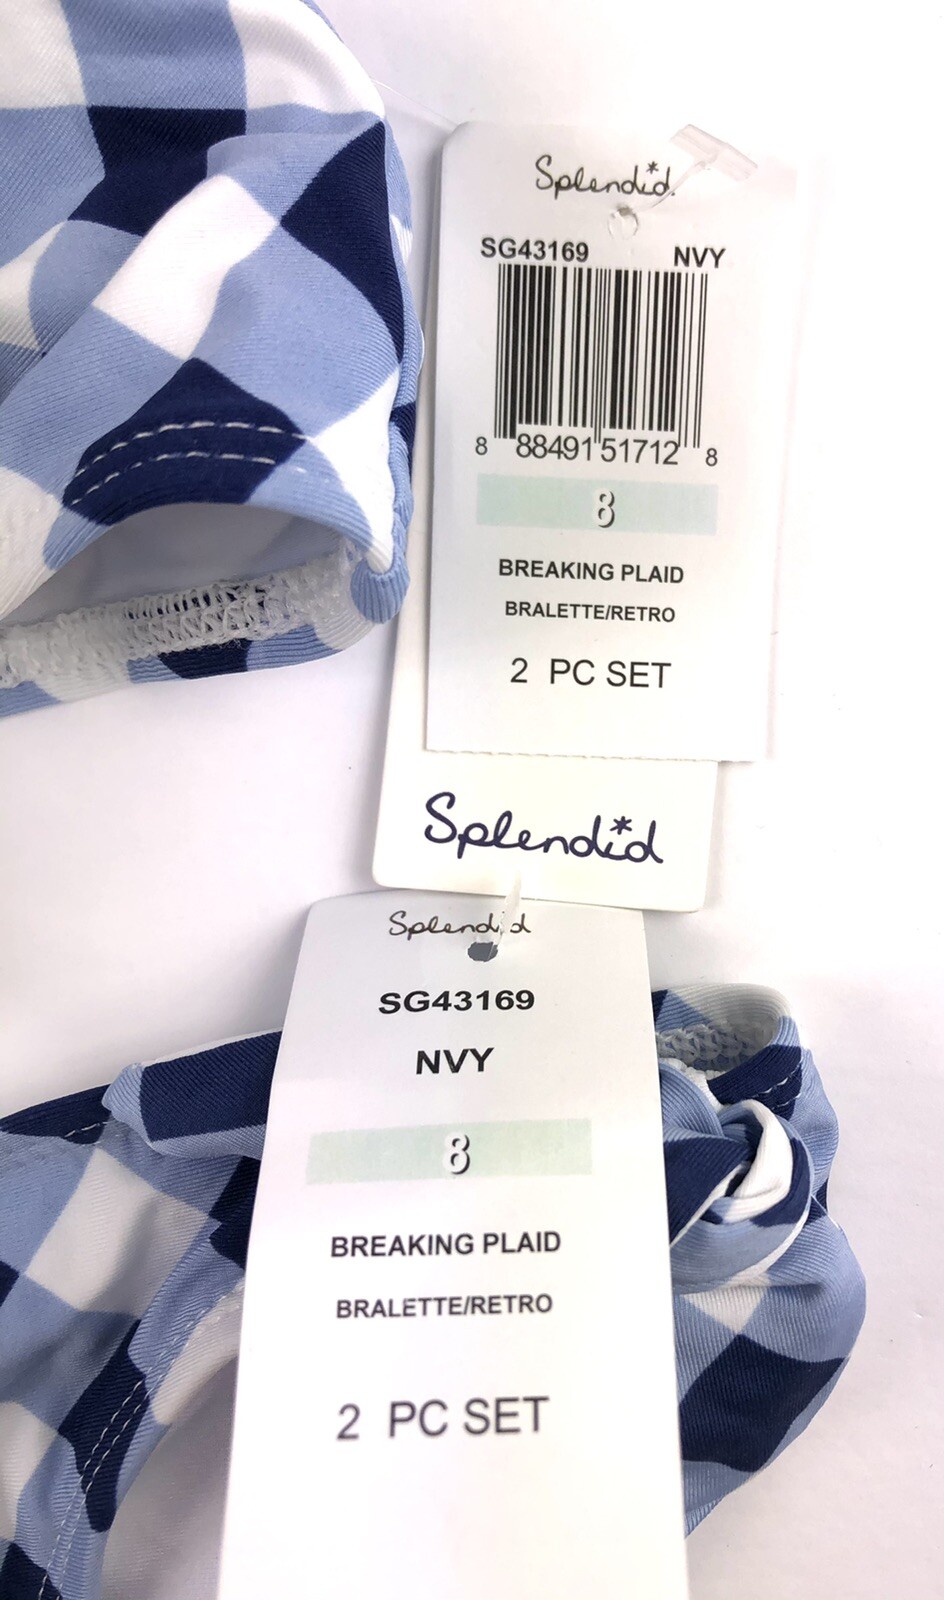 Splendid
SG43169 NVY
8 88491 51712 8
8
BREAKING PLAID
BRALETTE/RETRO
2 PC SET
Splendid
Splendid
SG43169
NVY
8
BREAKING PLAID
BRALETTE/RETRO
2 PC SET